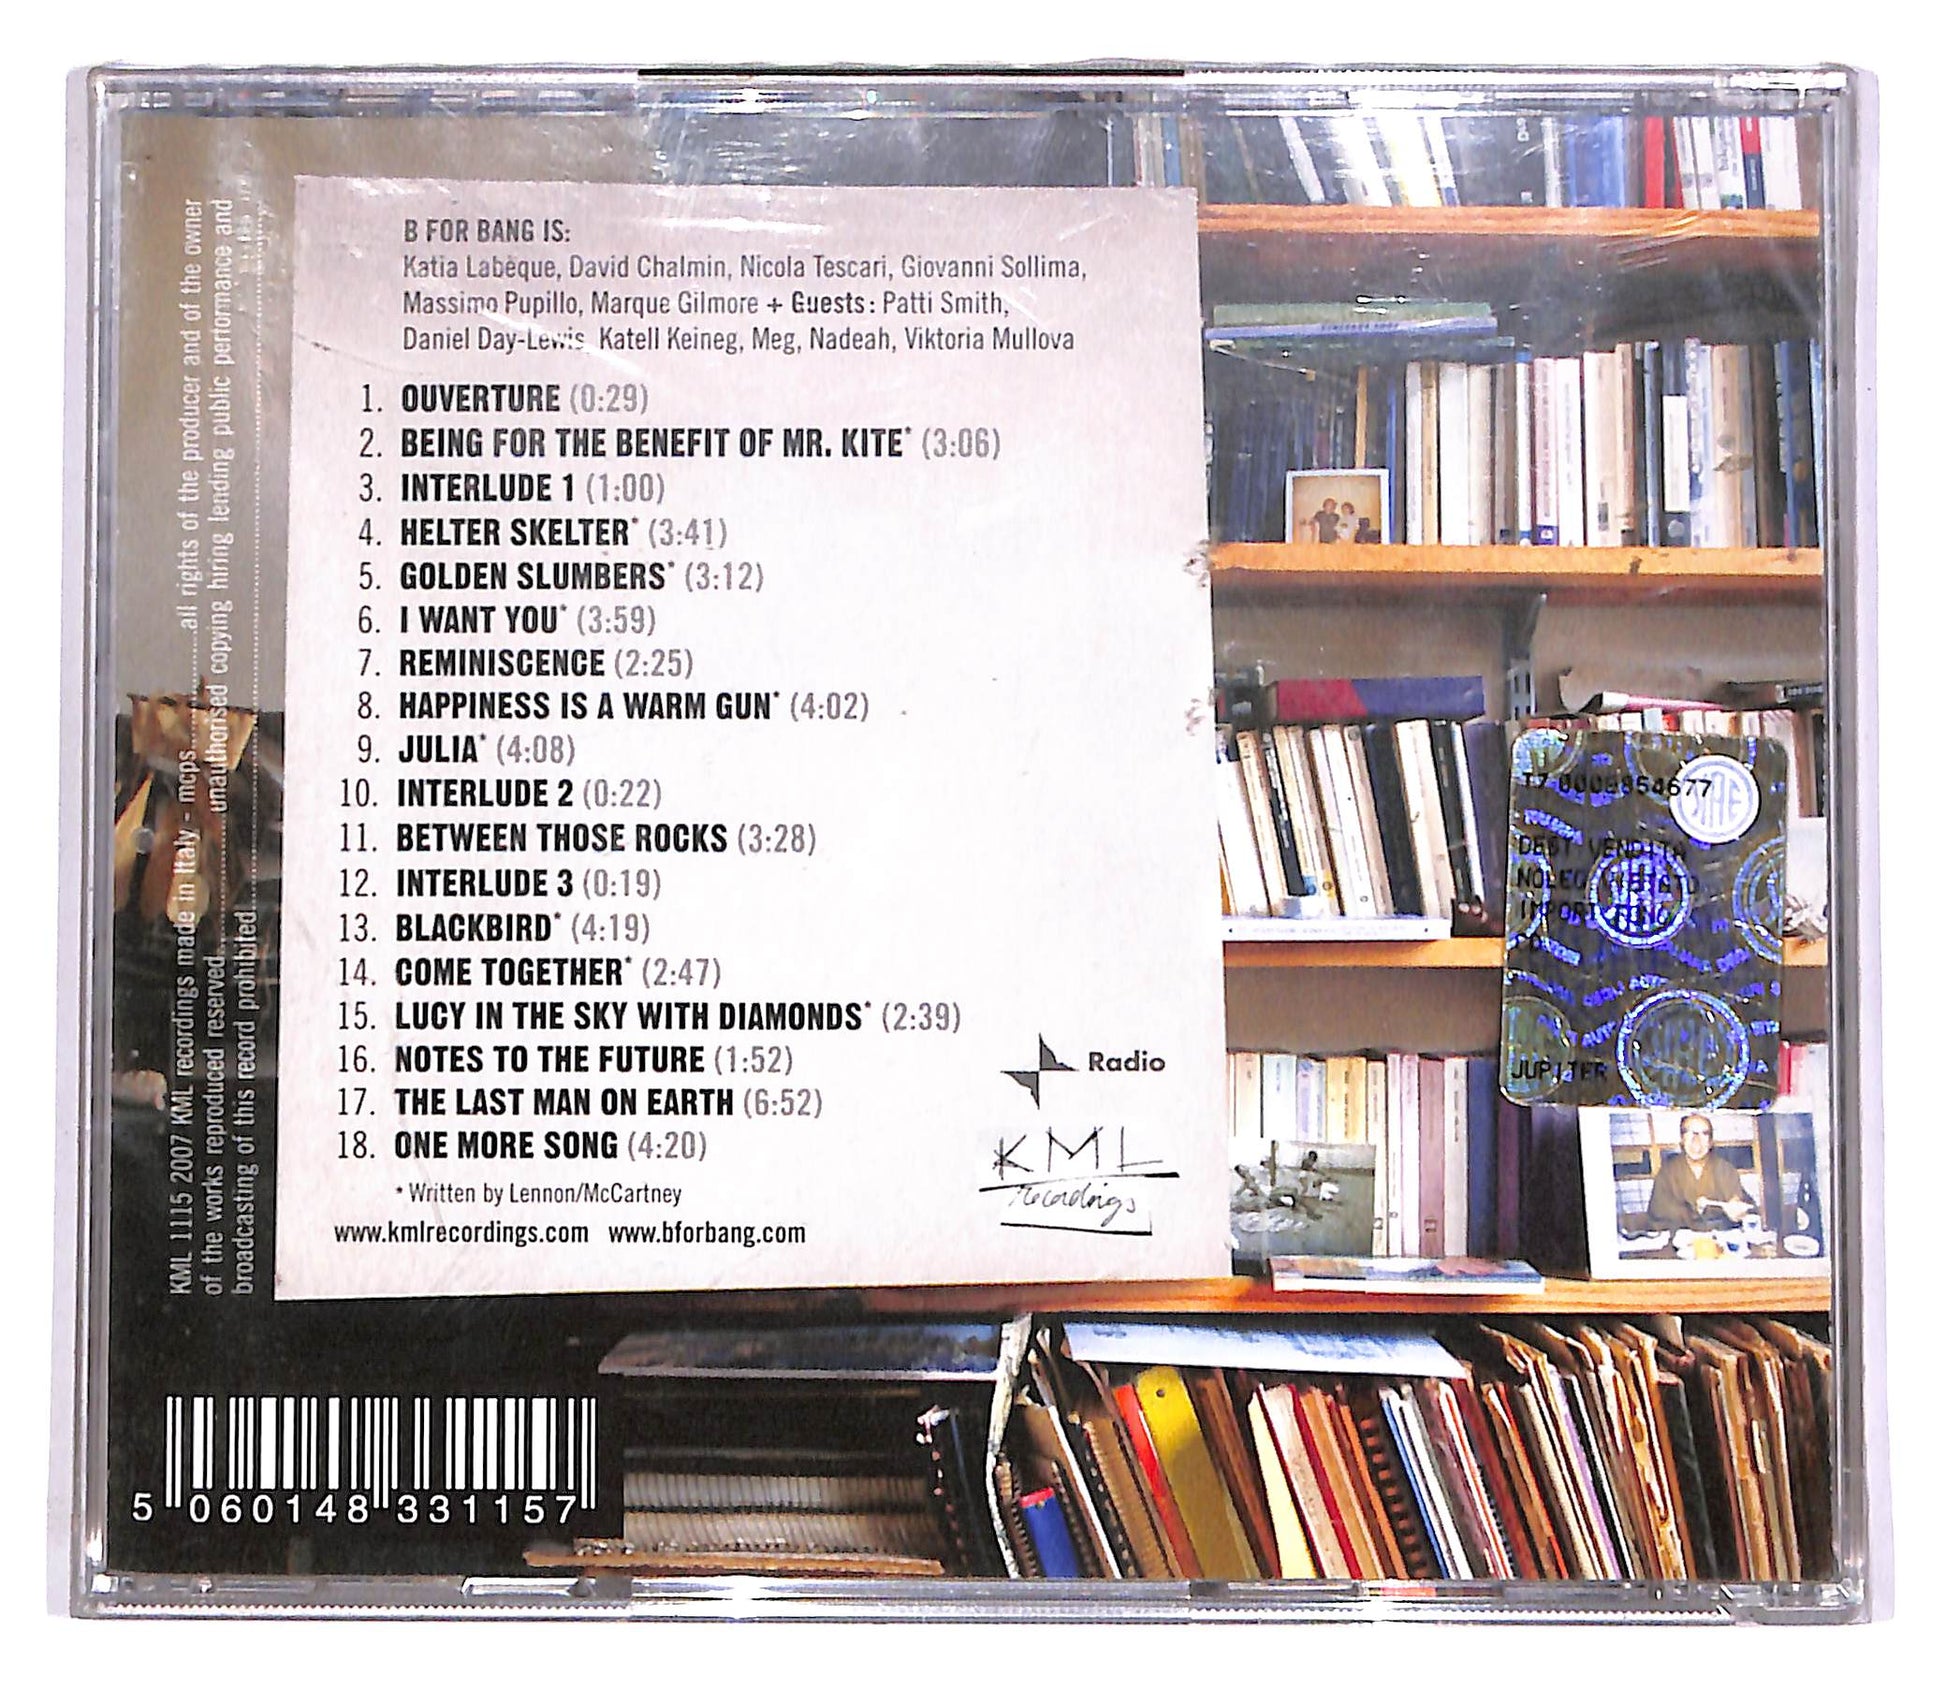 B FOR BANG IS:
Katia Labèque, David Chalmin, Nicola Tescari, Giovanni Sollima,
Massimo Pupillo, Marque Gilmore + Guests: Patti Smith,
Daniel Day-Lewis, Katell Keineg, Meg, Nadeah, Viktoria Mullova
1. OUVERTURE (0:29)
2. BEING FOR THE BENEFIT OF MR. KITE* (3:06)
3. INTERLUDE 1 (1:00)
4. HELTER SKELTER* (3:41)
5. GOLDEN SLUMBERS* (3:12)
6. I WANT YOU* (3:59)
7. REMINISCENCE (2:25)
8. HAPPINESS IS A WARM GUN* (4:02)
9. JULIA* (4:08)
10. INTERLUDE 2 (0:22)
11. BETWEEN THOSE ROCKS (3:28)
12. INTERLUDE 3 (0:19)
13. BLACKBIRD* (4:19)
14. COME TOGETHER* (2:47)
15. LUCY IN THE SKY WITH DIAMONDS* (2:39)
16. NOTES TO THE FUTURE (1:52)
17. THE LAST MAN ON EARTH (6:52)
18. ONE MORE SONG (4:20)
* Written by Lennon/McCartney
www.kmlrecordings.com www.bforbang.com
Radio
KML
recordings
KML 1115 2007 KML recordings made in Italy - mcps..........all rights of the producer and of the owner
of the works reproduced reserved..........unauthorised copying hiring lending public performance and
broadcasting of this record prohibited
5 060148 331157
SIAE
DEST VENDITA
JUPITER